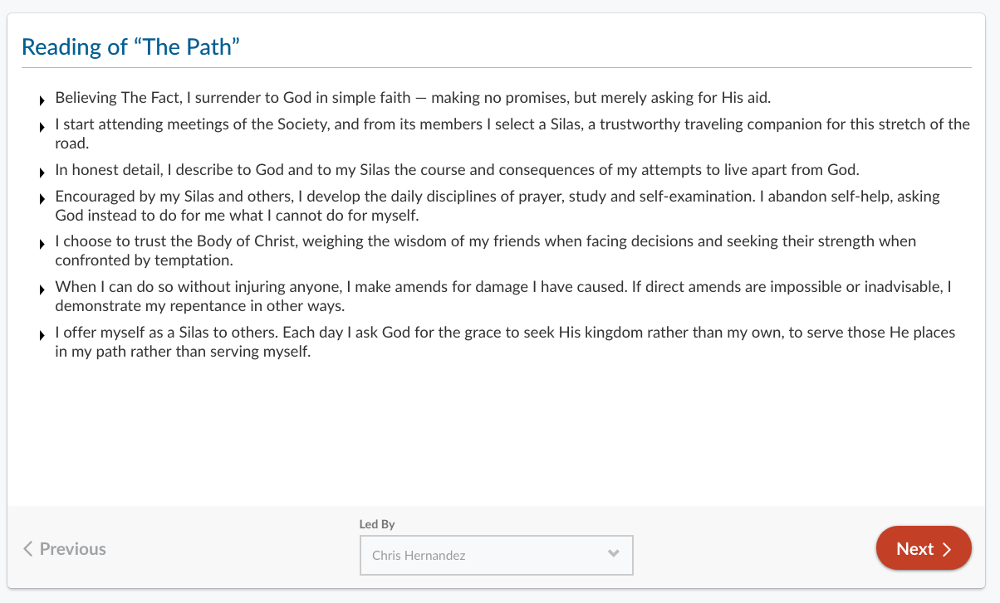 Reading of “The Path”
Believing The Fact, I surrender to God in simple faith — making no promises, but merely asking for His aid.
I start attending meetings of the Society, and from its members I select a Silas, a trustworthy traveling companion for this stretch of the
road.
In honest detail, I describe to God and to my Silas the course and consequences of my attempts to live apart from God.
Encouraged by my Silas and others, I develop the daily disciplines of prayer, study and self-examination. I abandon self-help, asking
God instead to do for me what I cannot do for myself.
I choose to trust the Body of Christ, weighing the wisdom of my friends when facing decisions and seeking their strength when
confronted by temptation.
When I can do so without injuring anyone, I make amends for damage I have caused. If direct amends are impossible or inadvisable, I
demonstrate my repentance in other ways.
I offer myself as a Silas to others. Each day I ask God for the grace to seek His kingdom rather than my own, to serve those He places
in my path rather than serving myself.
Led By
Previous
Chris Hernandez
Next